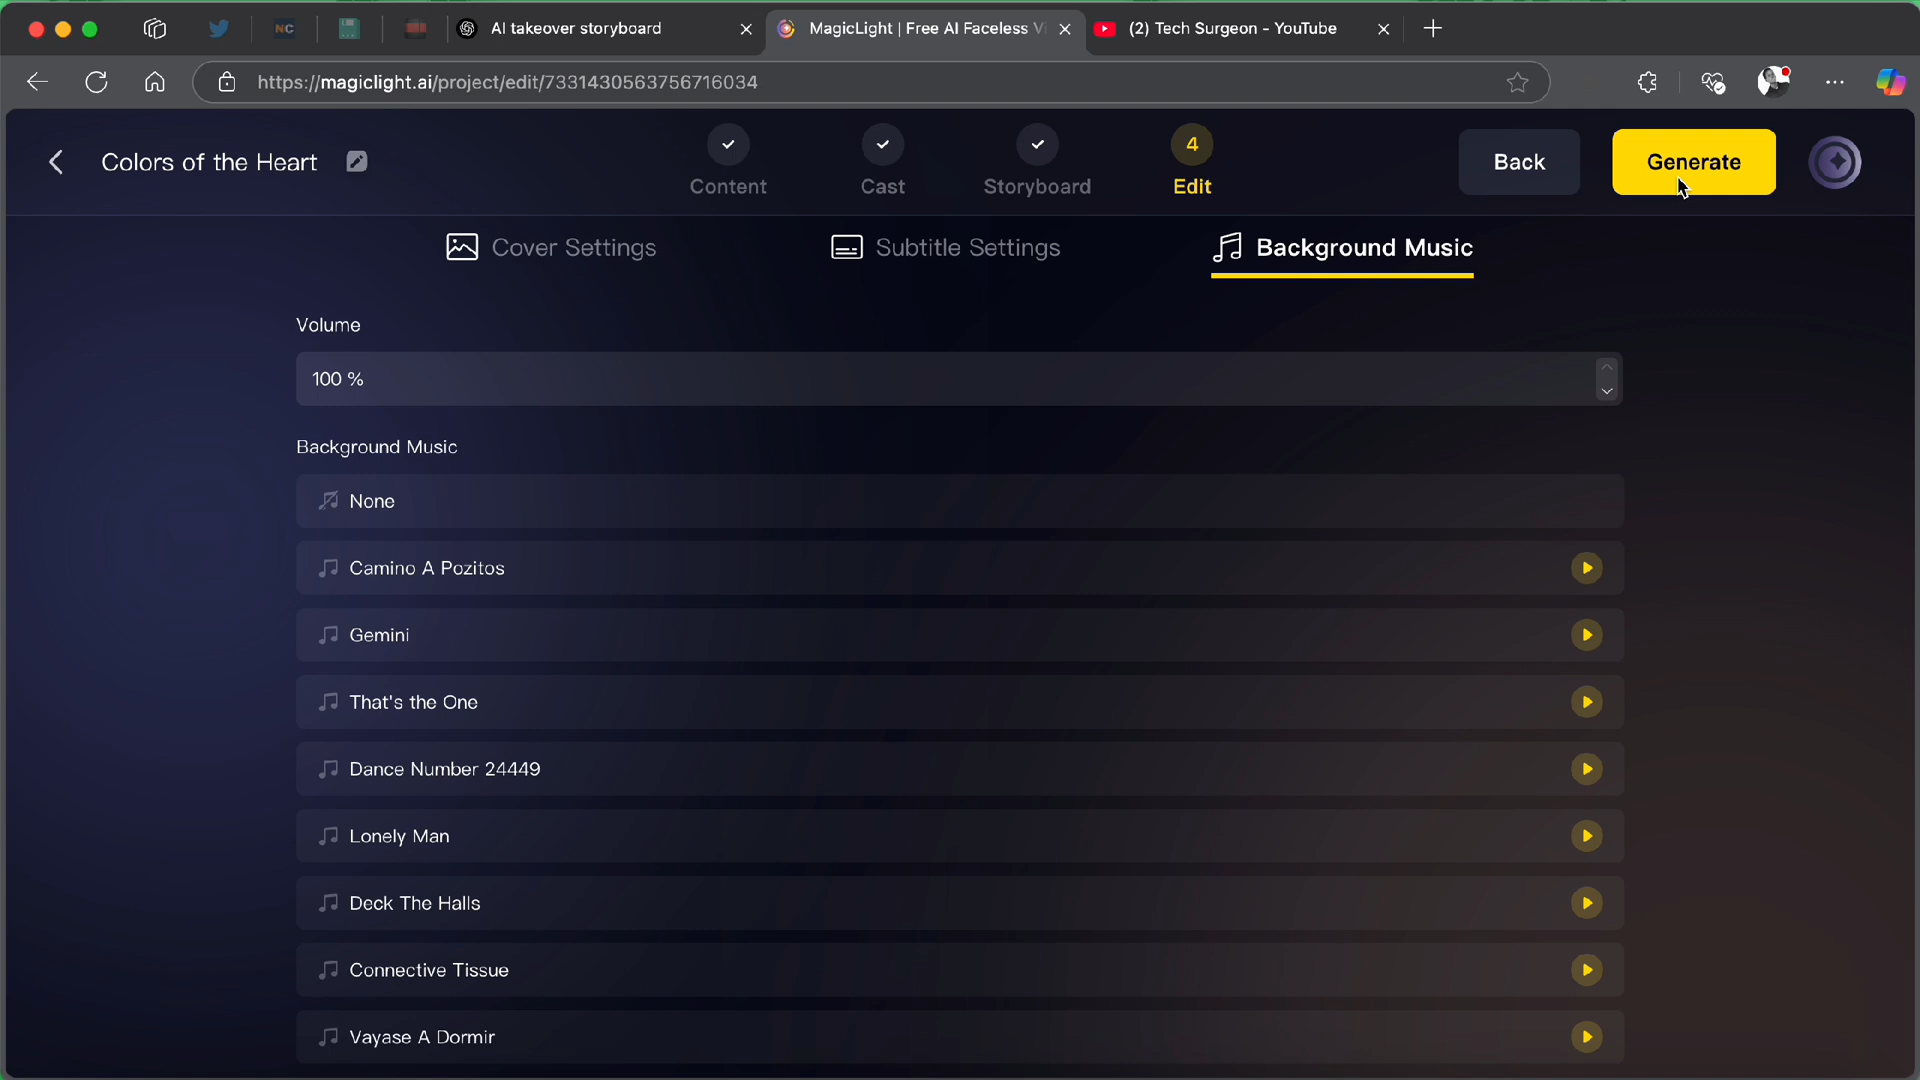 NC
AI takeover storyboard
MagicLight | Free AI Faceless Vi
(2) Tech Surgeon - YouTube
https://magiclight.ai/project/edit/7331430563756716034
Colors of the Heart
Content
Cast
Storyboard
4
Edit
Back
Generate
Cover Settings
Subtitle Settings
Background Music
Volume
100 %
Background Music
None
Camino A Pozitos
Gemini
That's the One
Dance Number 24449
Lonely Man
Deck The Halls
Connective Tissue
Vayase A Dormir